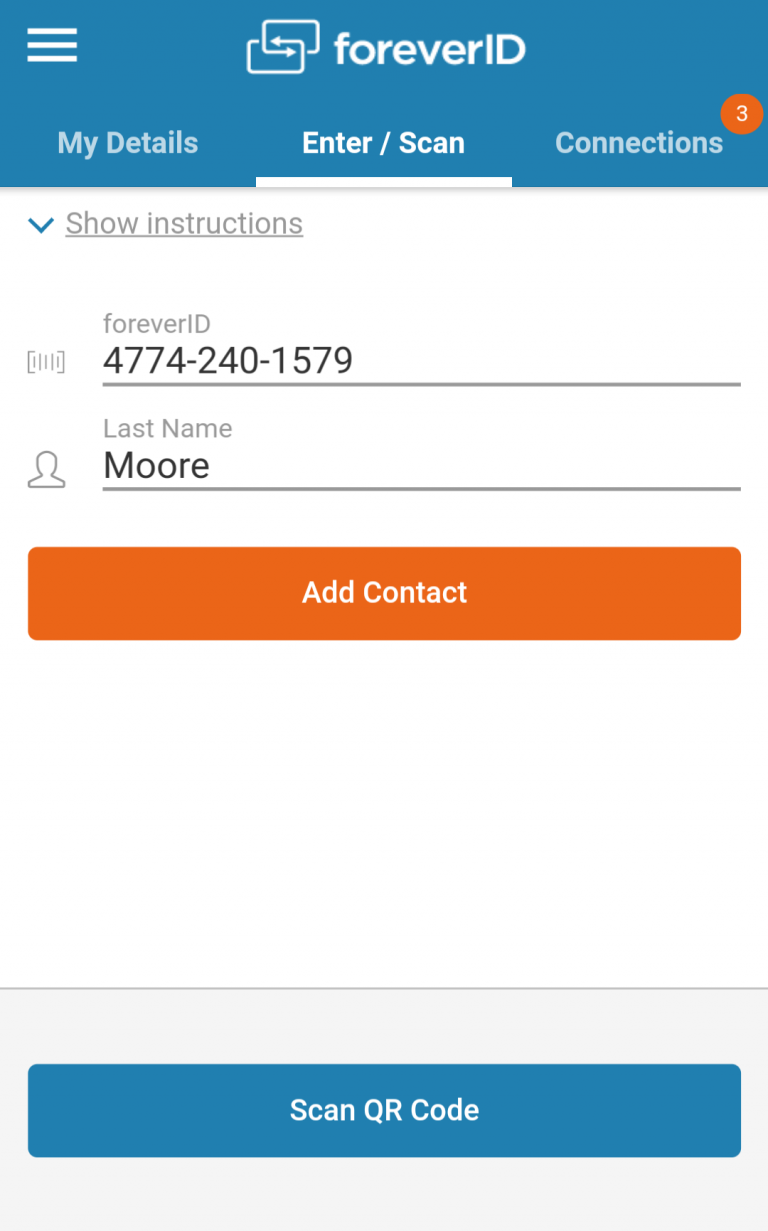 foreverID
3
My Details Enter / Scan Connections
Show instructions
foreverID
4774-240-1579
Last Name
Moore
Add Contact
Scan QR Code